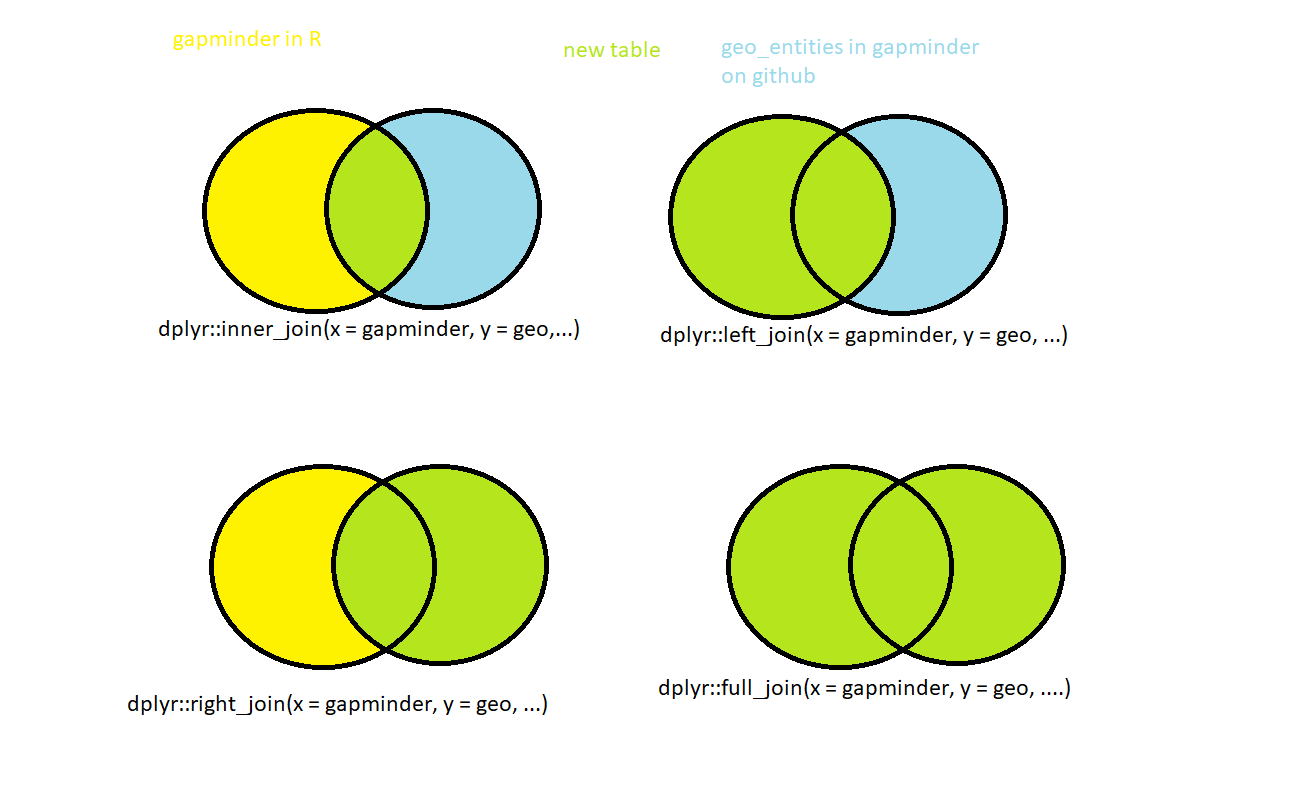 gapminder in R
new table
geo_entities in gapminder
on github
dplyr::inner_join(x = gapminder, y = geo,...)
dplyr::left_join(x = gapminder, y = geo, ...)
dplyr::right_join(x = gapminder, y = geo, ...)
dplyr::full_join(x = gapminder, y = geo, ....)